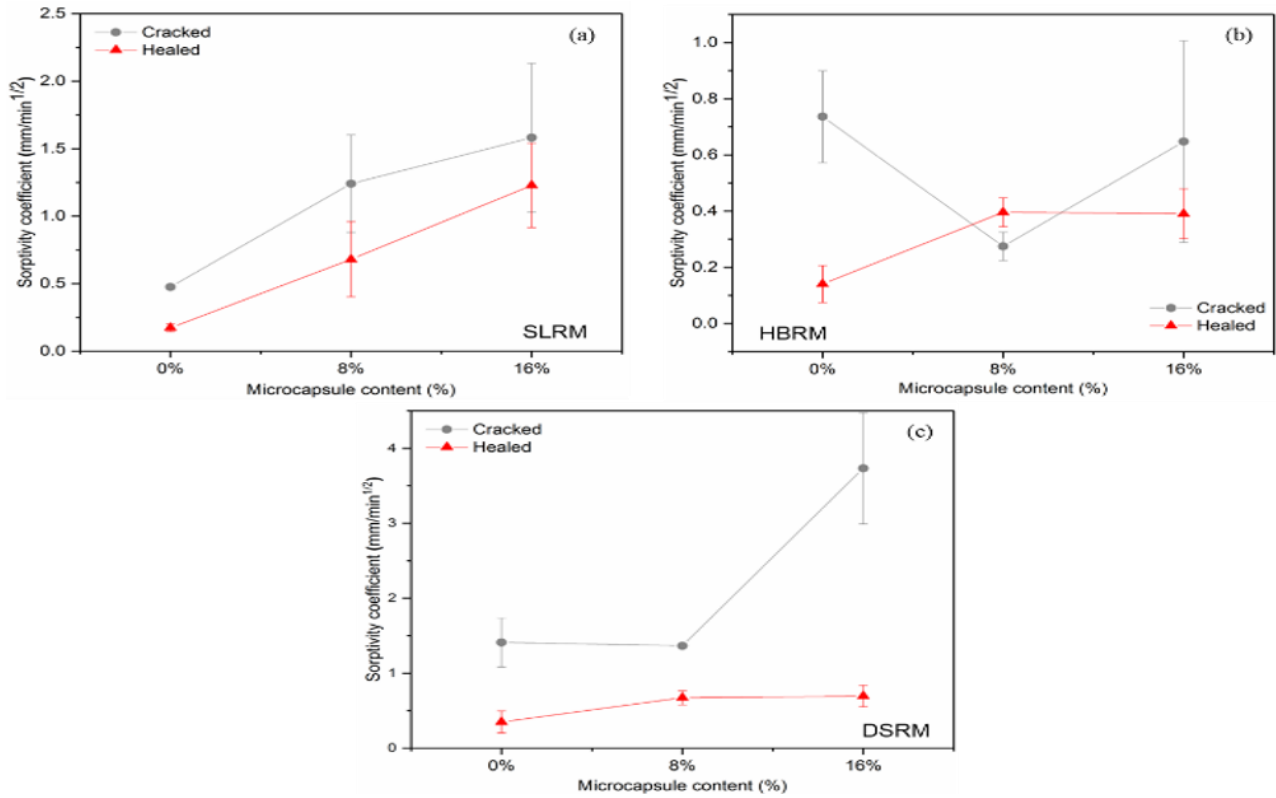 2.5
2.0
1.5
1.0
0.5
0.0
Sorptivity coefficient (mm/min1/2)
Cracked
Healed
(a)
SLRM
0% 8% 16%
Microcapsule content (%)
1.0
0.8
0.6
0.4
0.2
0.0
Sorptivity coefficient (mm/min1/2)
(b)
Cracked
Healed
HBRM
0% 8% 16%
Microcapsule content (%)
4
3
2
1
0
Sorptivity coefficient (mm/min1/2)
Cracked
Healed
(c)
DSRM
0% 8% 16%
Microcapsule content (%)